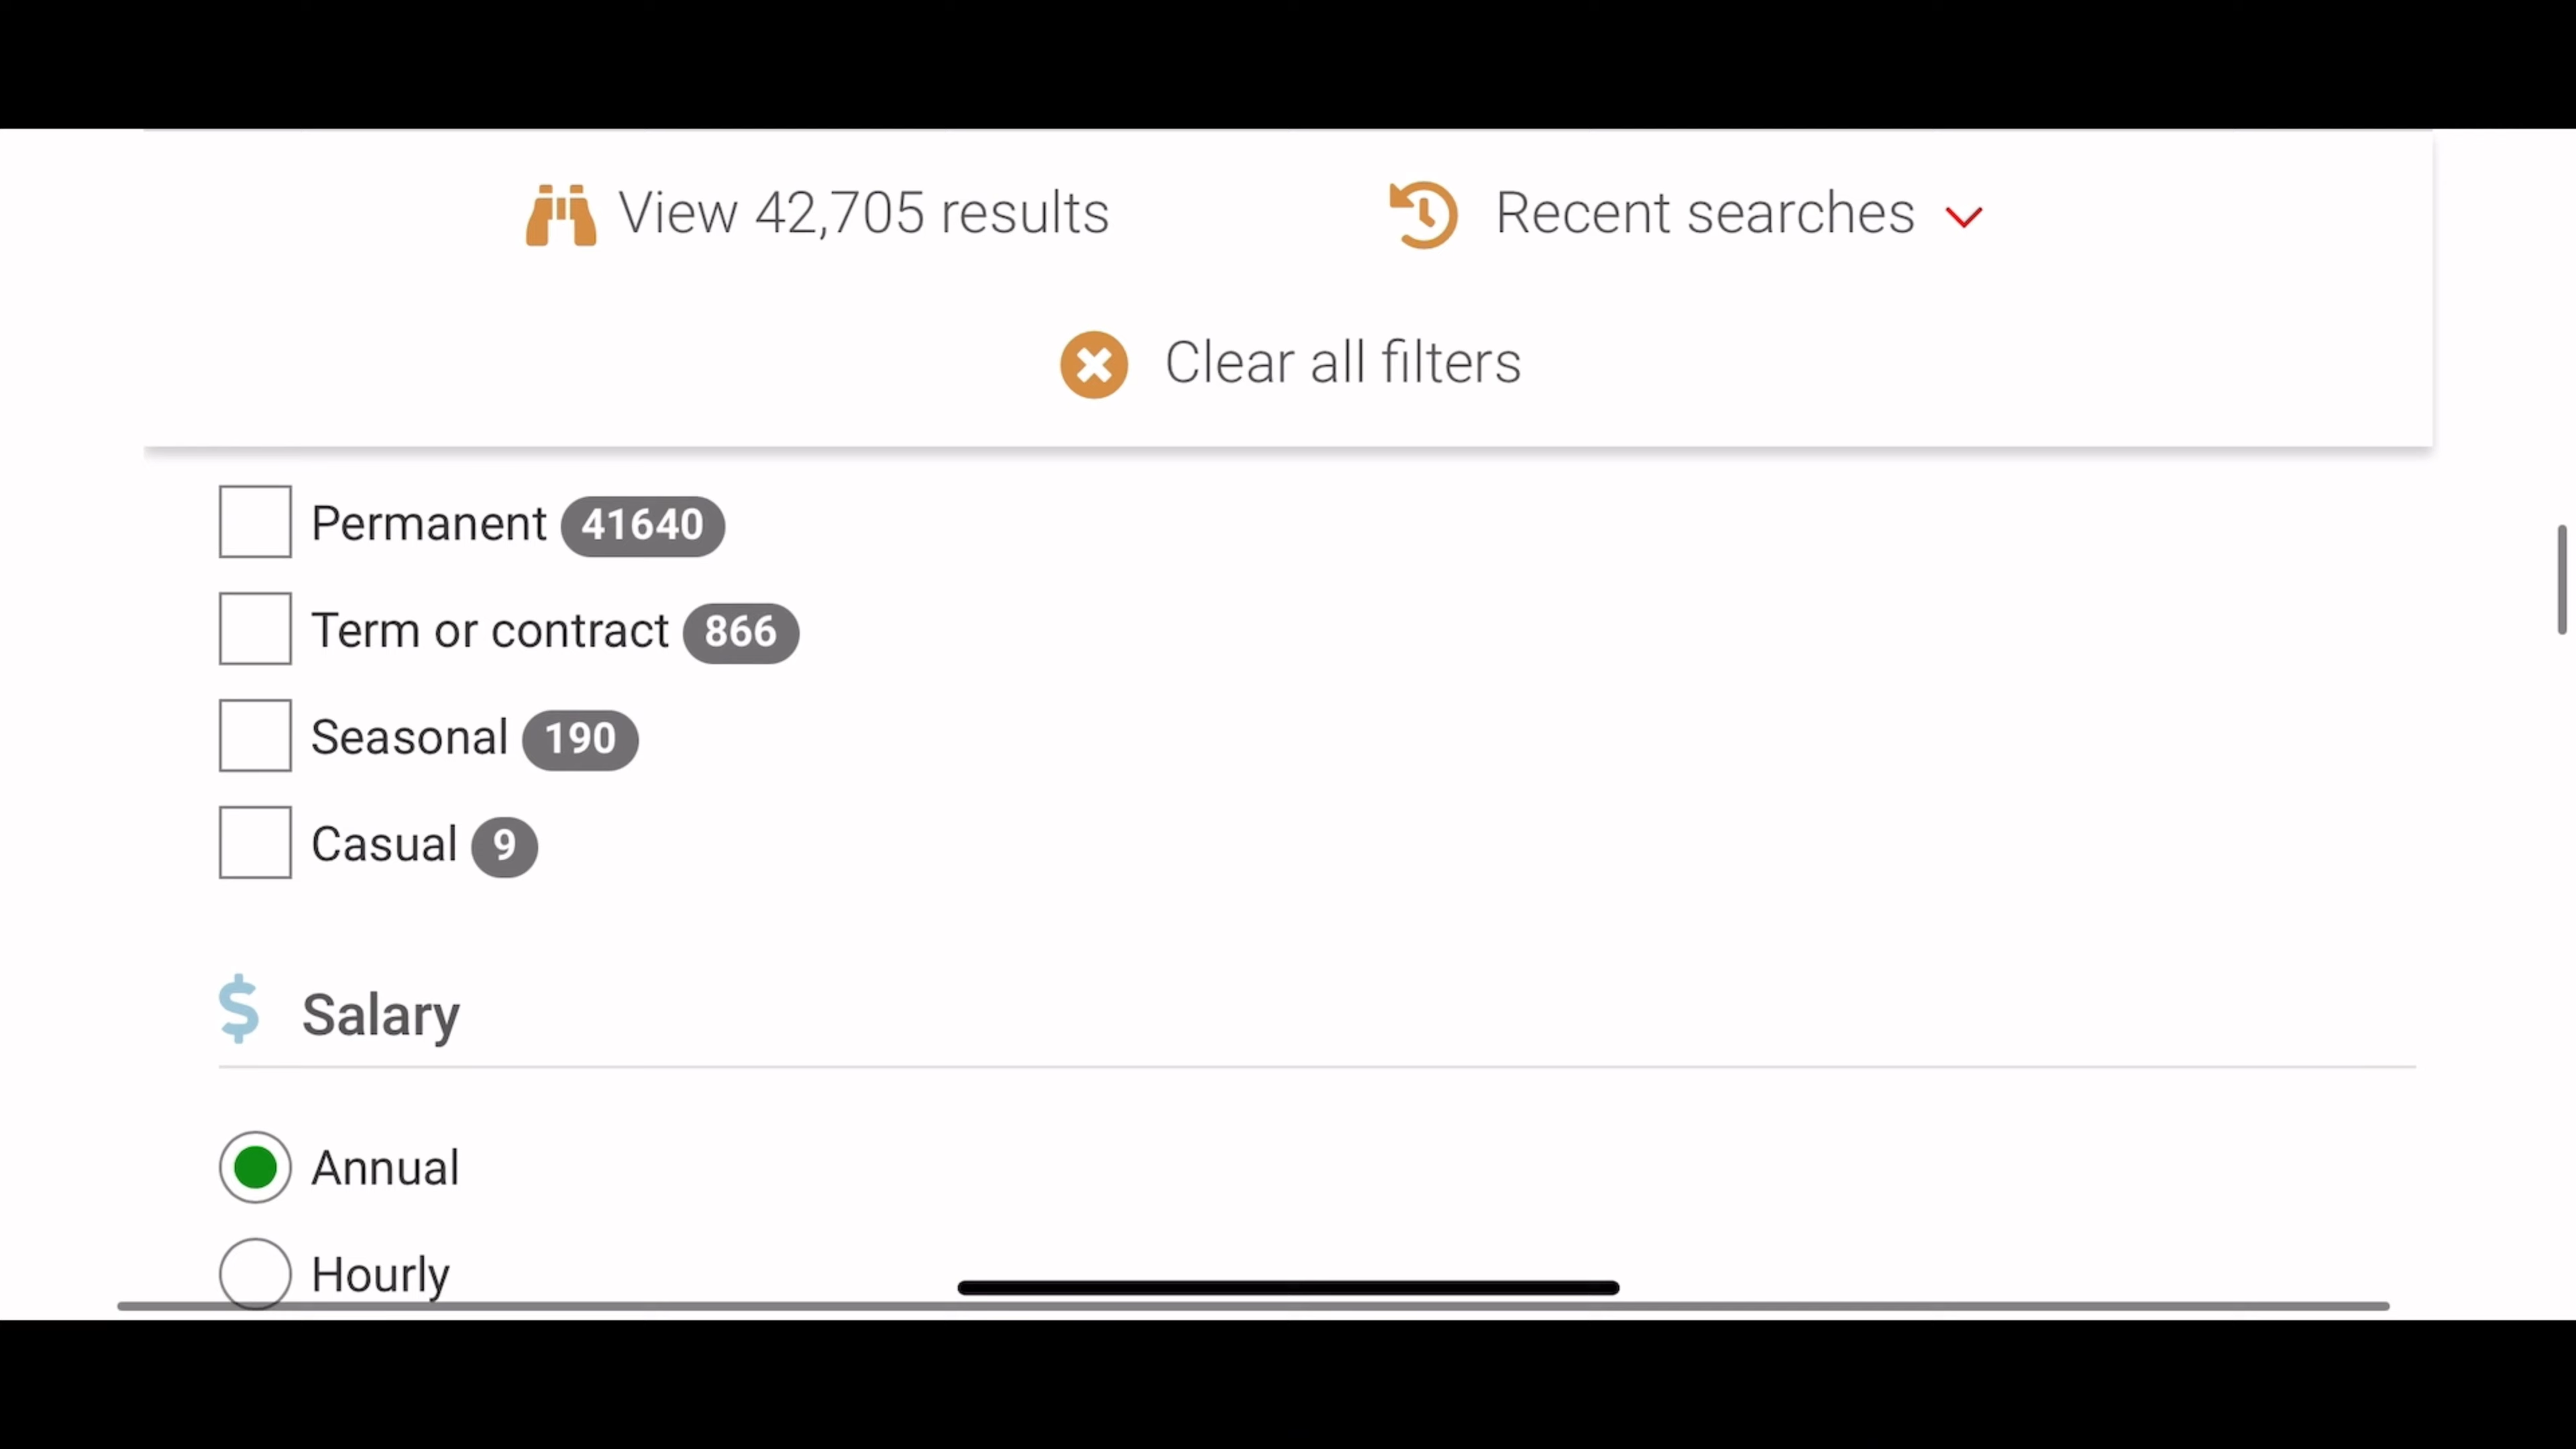 View 42,705 results
Recent searches
Clear all filters
Permanent 41640
Term or contract 866
Seasonal 190
Casual 9
$ Salary
Annual
Hourly